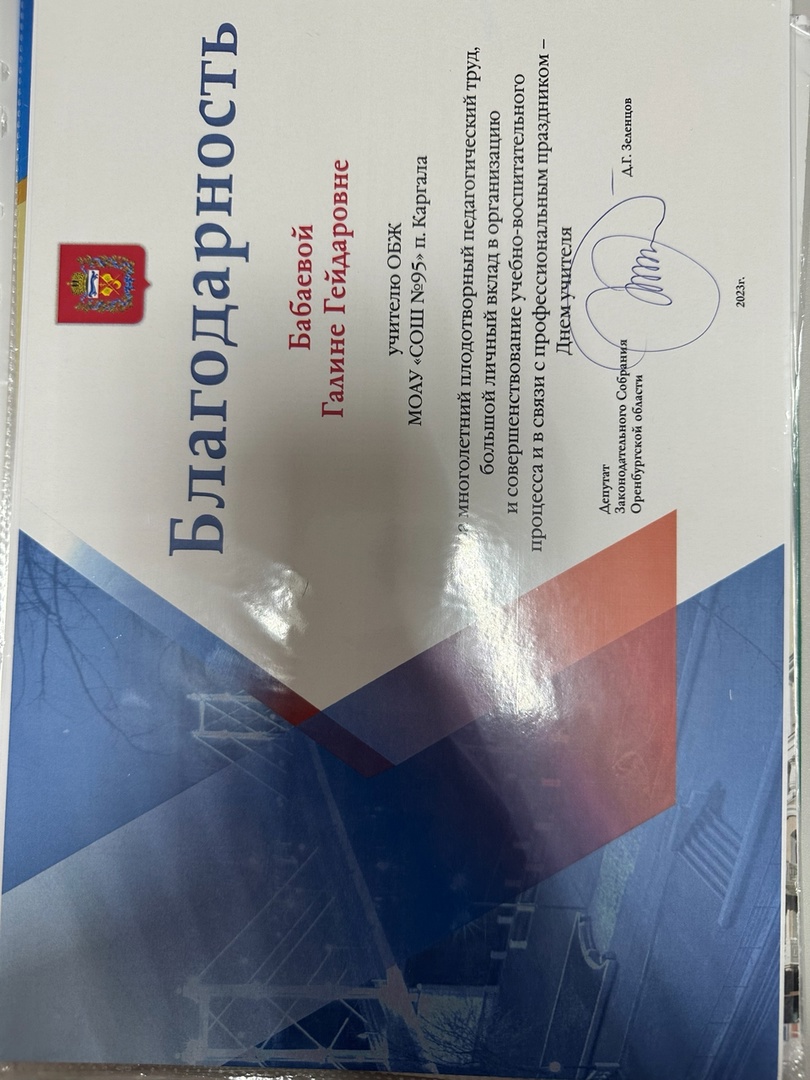 Благодарность
Бабаевой
Галине Гейдаровне
учителю ОБЖ
МОАУ «СОШ №95» п. Каргала
многолетний плодотворный педагогический труд,
большой личный вклад в организацию
и совершенствование учебно-воспитательного
процесса и в связи с профессиональным праздником –
Днем учителя
Депутат
Законодательного Собрания
Оренбургской области
Д.Г. Зеленцов
2023г.